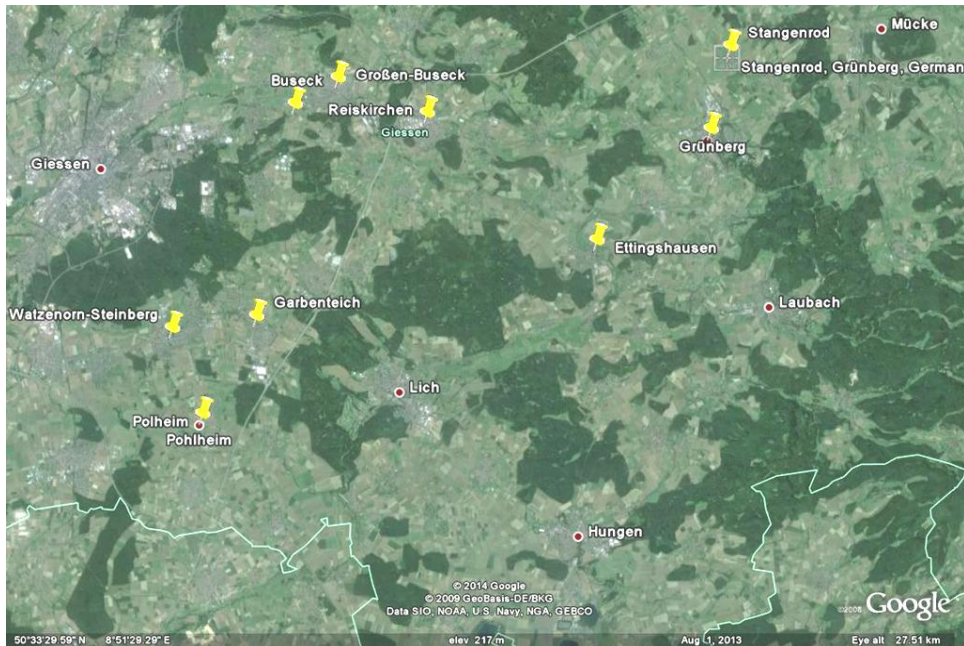 Mücke
Stangenrod
Stangenrod, Grünberg, German
Großen-Buseck
Buseck
Reiskirchen
Giessen
Grünberg
Giessen
Ettingshausen
Garbenteich
Laubach
Watzenorn-Steinberg
Lich
Polheim
Pohlheim
Hungen
© 2014 Google
© 2009 GeoBasis-DE/BKG
Data SIO, NOAA, U.S. Navy, NGA, GEBCO
Google
50°33'29.59" N 8°51'29.29" E elev 217 m Aug 1, 2013 Eye alt 27.51 km